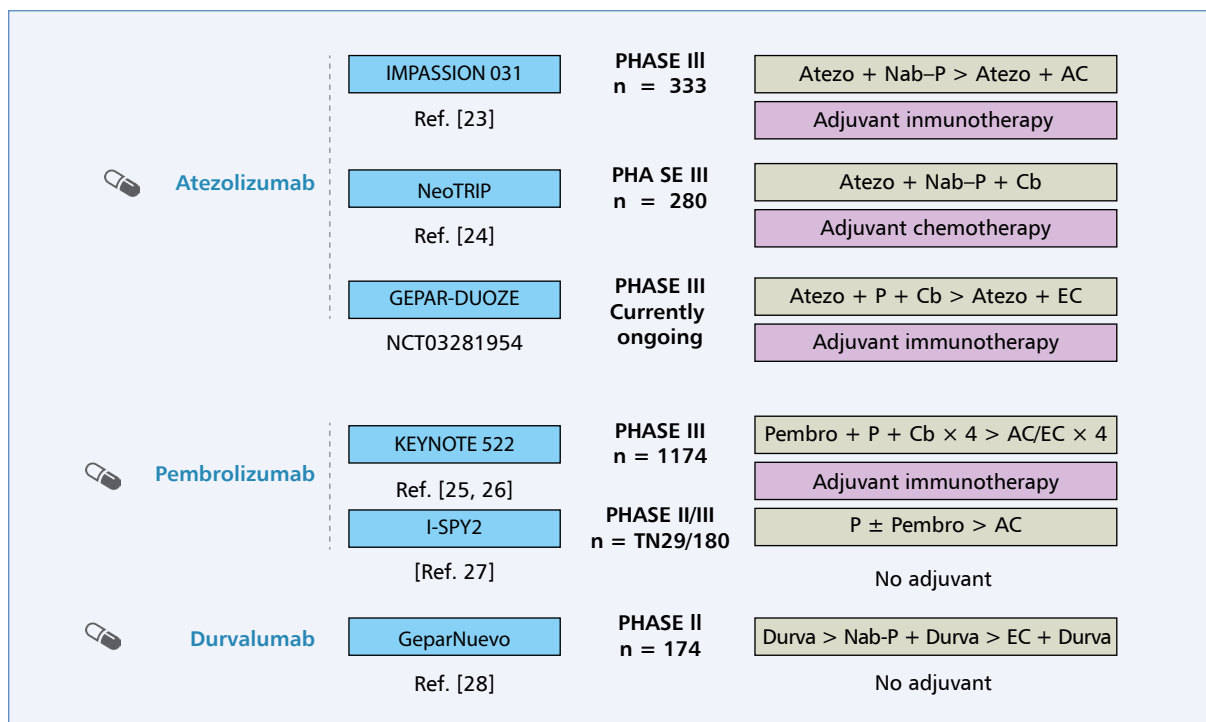 IMPASSION 031
PHASE III
n = 333
Atezo + Nab–P > Atezo + AC
Ref. [23]
Adjuvant inmunotherapy
Atezolizumab
NeoTRIP
PHA SE III
n = 280
Atezo + Nab–P + Cb
Ref. [24]
Adjuvant chemotherapy
GEPAR-DUOZE
PHASE III
Currently
ongoing
Atezo + P + Cb > Atezo + EC
NCT03281954
Adjuvant immunotherapy
Pembrolizumab
KEYNOTE 522
PHASE III
n = 1174
Pembro + P + Cb × 4 > AC/EC × 4
Ref. [25, 26]
Adjuvant immunotherapy
I-SPY2
PHASE II/III
n = TN29/180
P ± Pembro > AC
[Ref. 27]
No adjuvant
Durvalumab
GeparNuevo
PHASE II
n = 174
Durva > Nab-P + Durva > EC + Durva
Ref. [28]
No adjuvant